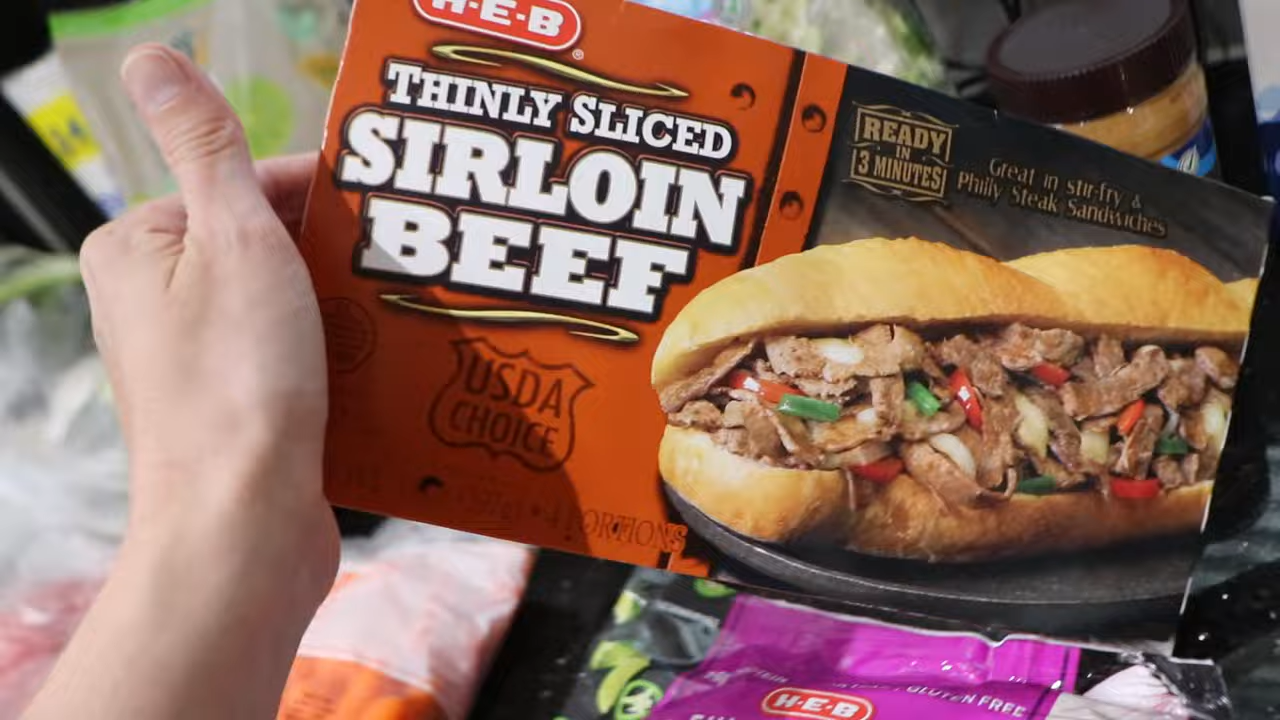 H-E-B
®
THINLY SLICED
SIRLOIN
BEEF
USDA
CHOICE
4 PORTIONS
READY
IN
3 MINUTES
Great in stir-fry &
Philly Steak Sandwiches
GLUTEN FREE
H-E-B